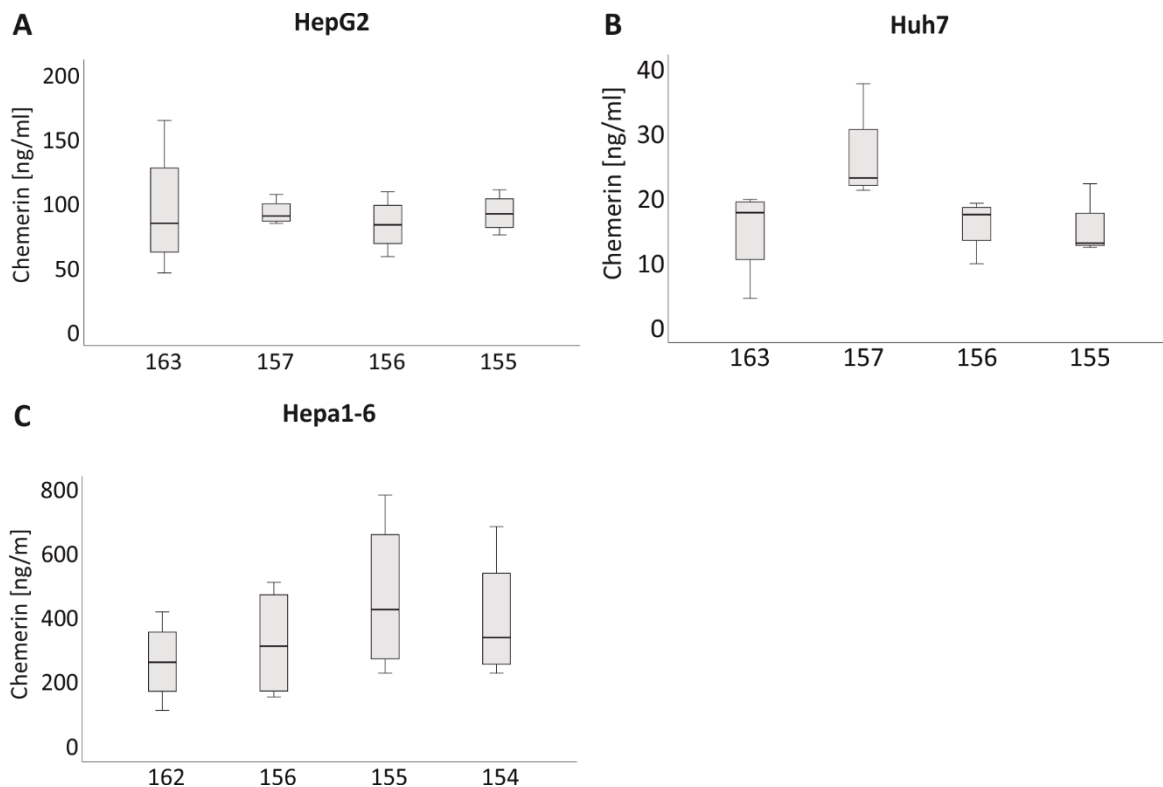 A
HepG2
Chemerin [ng/ml]
200
150
100
50
0
163 157 156 155
B
Huh7
Chemerin [ng/ml]
40
30
20
10
0
163 157 156 155
C
Hepa1-6
Chemerin [ng/m]
800
600
400
200
0
162 156 155 154